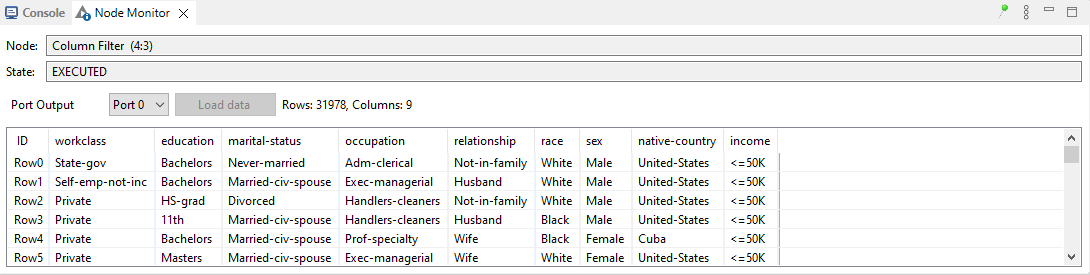 Console Node Monitor
Node: Column Filter (4:3)
State: EXECUTED
Port Output Port 0 Load data Rows: 31978, Columns: 9
ID workclass education marital-status occupation relationship race sex native-country income
Row0 State-gov Bachelors Never-married Adm-clerical Not-in-family White Male United-States <=50K
Row1 Self-emp-not-inc Bachelors Married-civ-spouse Exec-managerial Husband White Male United-States <=50K
Row2 Private HS-grad Divorced Handlers-cleaners Not-in-family White Male United-States <=50K
Row3 Private 11th Married-civ-spouse Handlers-cleaners Husband Black Male United-States <=50K
Row4 Private Bachelors Married-civ-spouse Prof-specialty Wife Black Female Cuba <=50K
Row5 Private Masters Married-civ-spouse Exec-managerial Wife White Female United-States <=50K